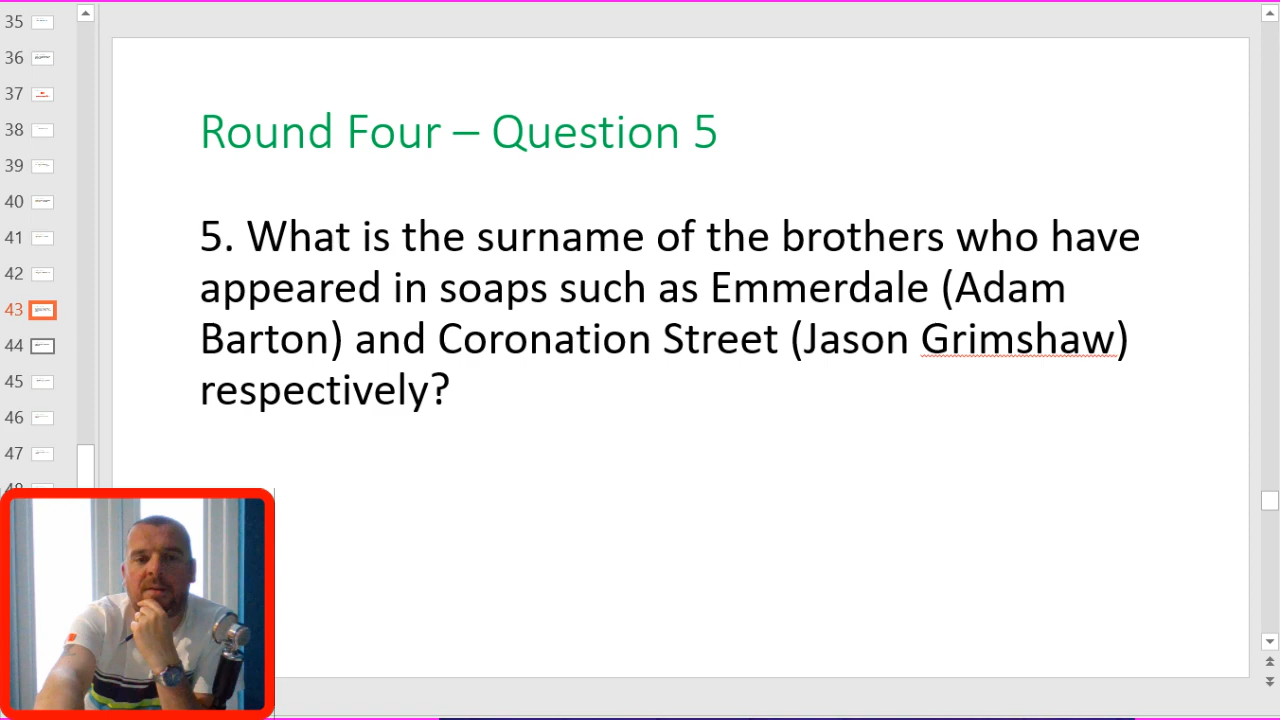 35
36
37
38
39
40
41
42
43
44
45
46
47
Round Four – Question 5
5. What is the surname of the brothers who have
appeared in soaps such as Emmerdale (Adam
Barton) and Coronation Street (Jason Grimshaw)
respectively?